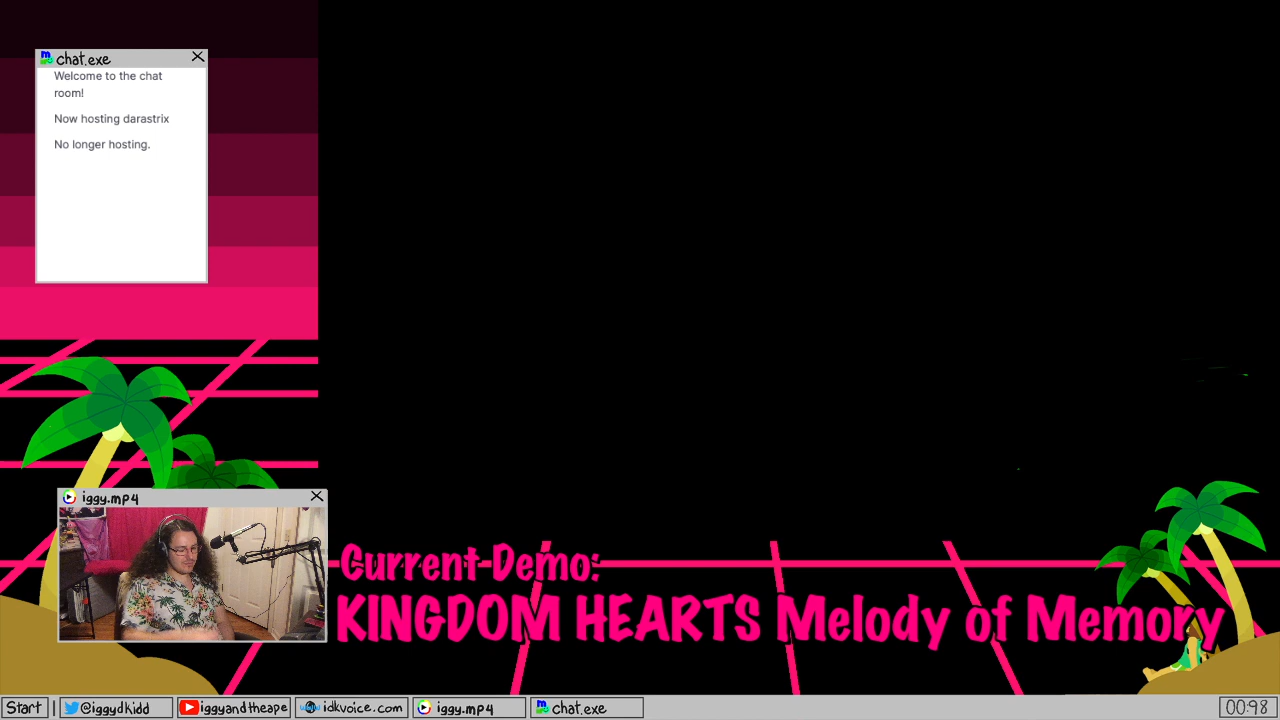 chat.exe
Welcome to the chat
room!
Now hosting darastrix
No longer hosting.
iggy.mp4
Current Demo:
KINGDOM HEARTS Melody of Memory
Start | @iggydkidd iggyandtheape www idkvoice.com iggy.mp4 chat.exe 00:98